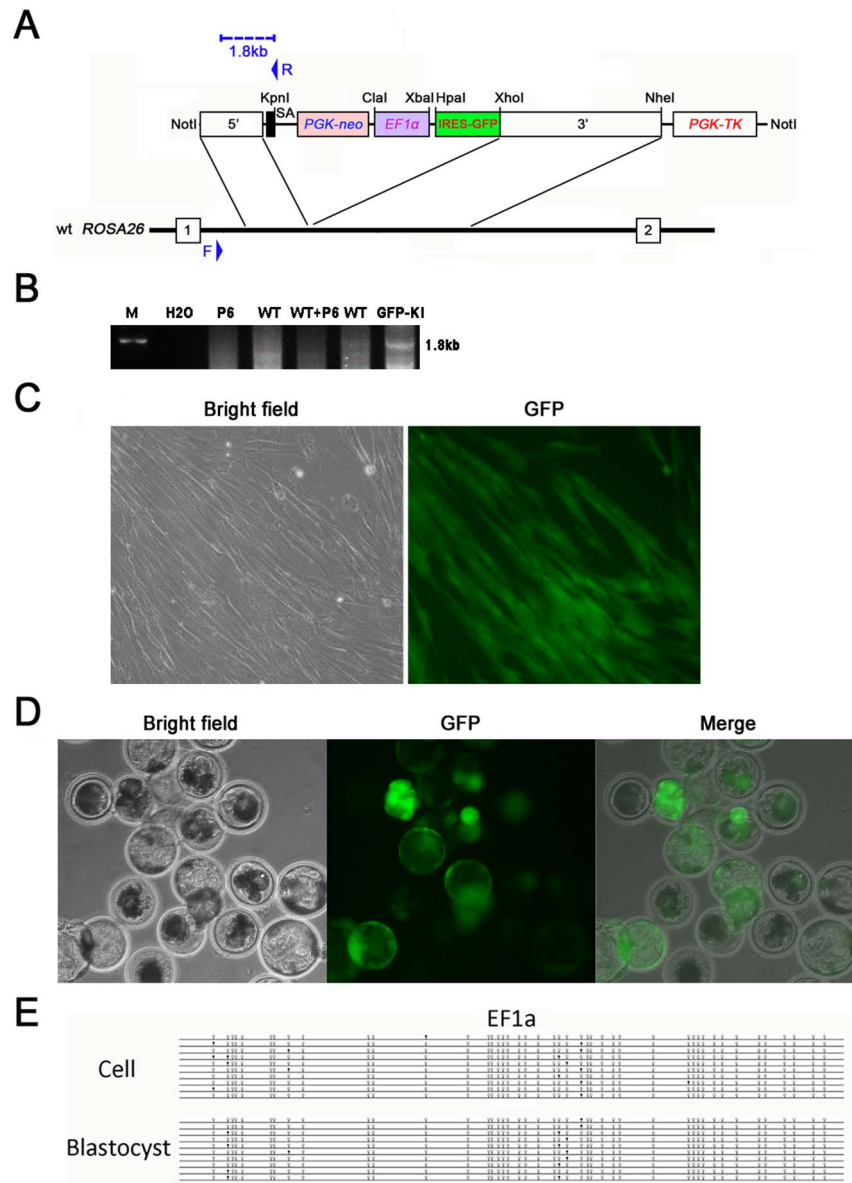 A
1.8kb
R
KpnI
SA
ClaI
XbaI
HpaI
XhoI
NheI
NotI
5'
PGK-neo
EF1α
IRES-GFP
3'
PGK-TK
NotI
wt ROSA26
1
2
F
B
M H2O P6 WT WT+P6 WT GFP-KI
1.8kb
C
Bright field GFP
D
Bright field GFP Merge
E
EF1a
Cell
Blastocyst